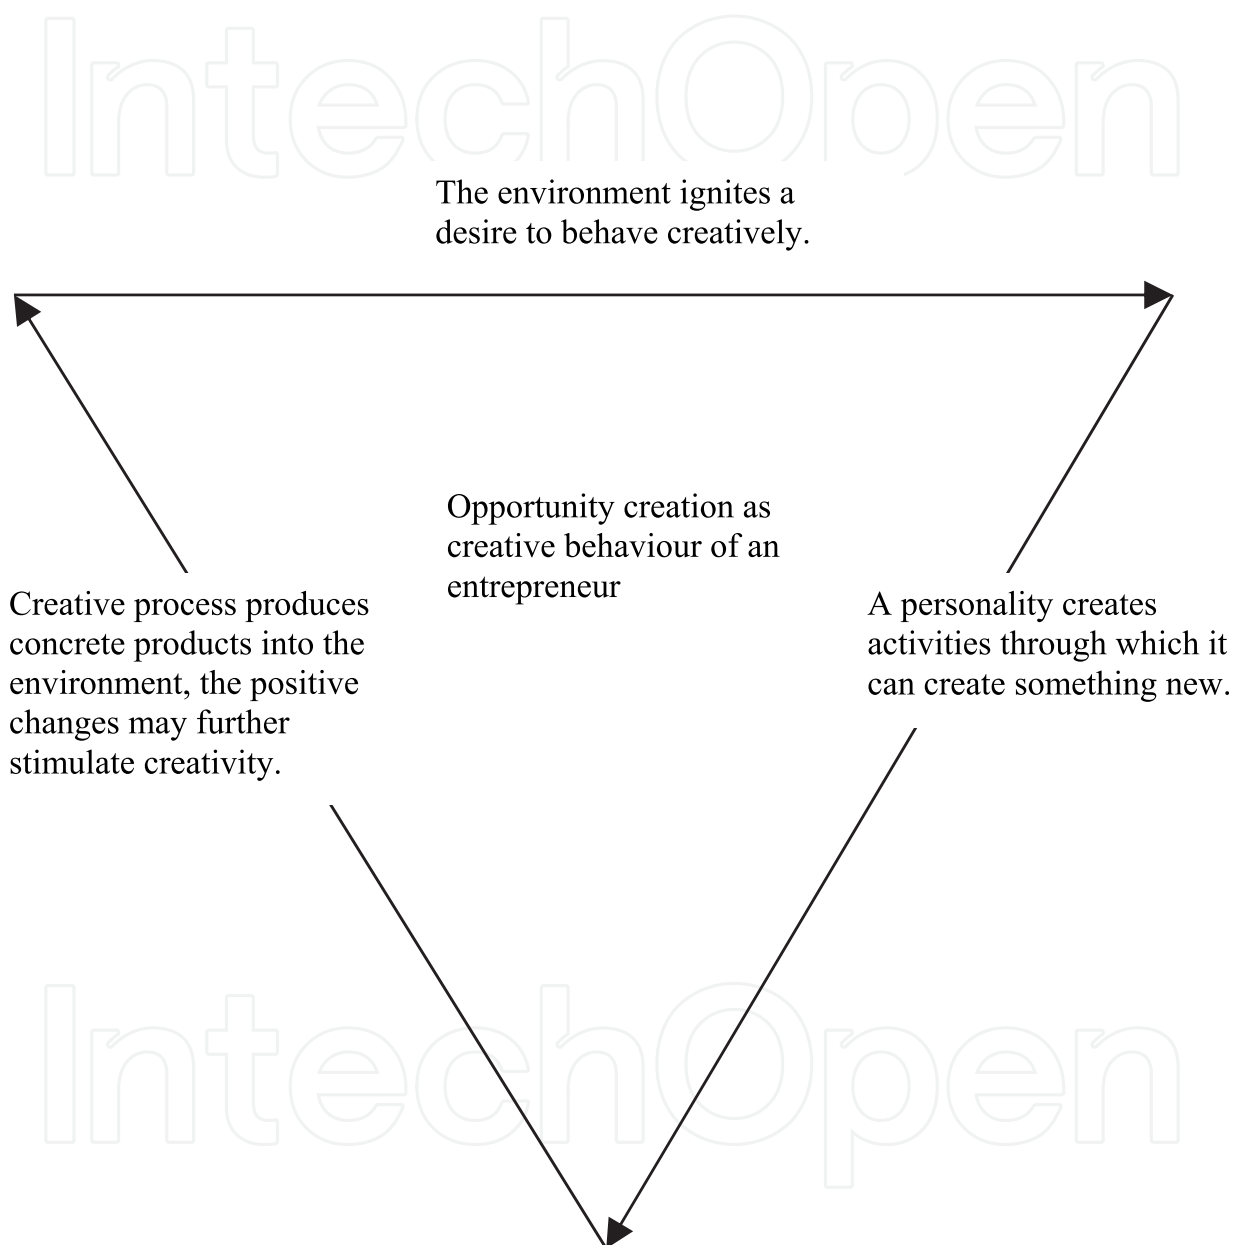 IntechOpen
The environment ignites a
desire to behave creatively.
Opportunity creation as
creative behaviour of an
entrepreneur
Creative process produces
concrete products into the
environment, the positive
changes may further
stimulate creativity.
A personality creates
activities through which it
can create something new.
IntechOpen